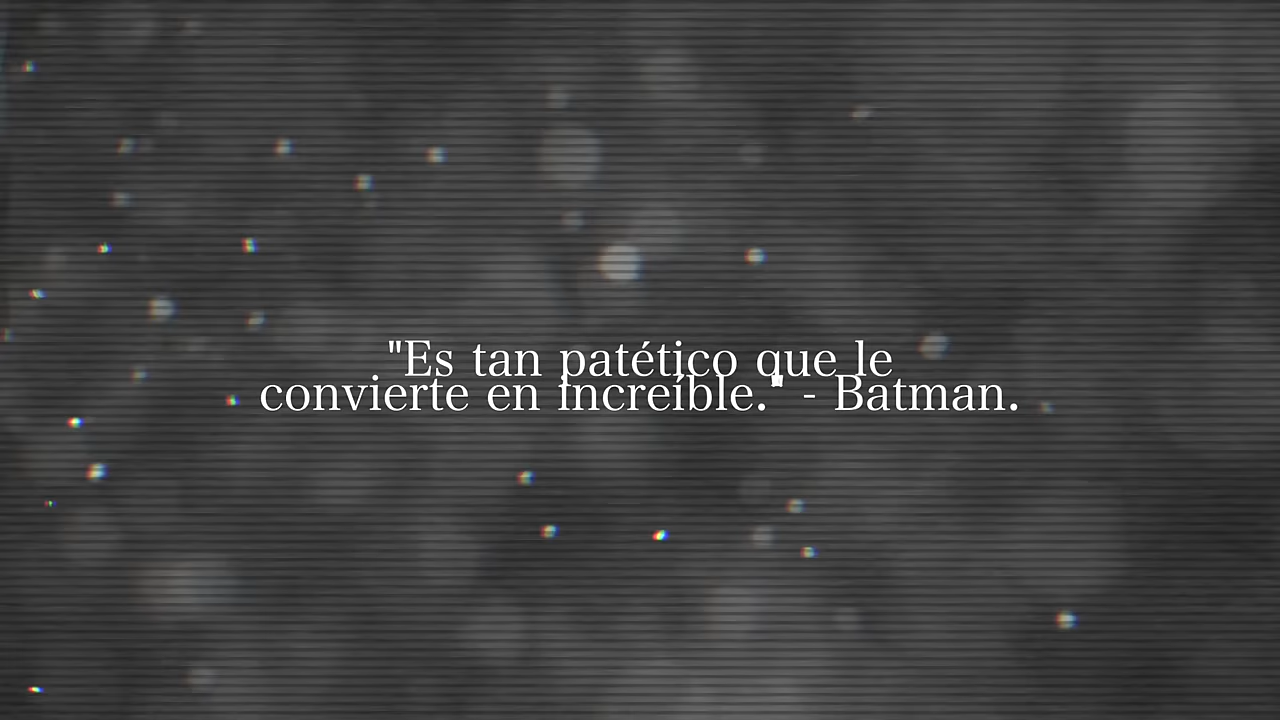 "Es tan patético que le
convierte en increíble." - Batman.